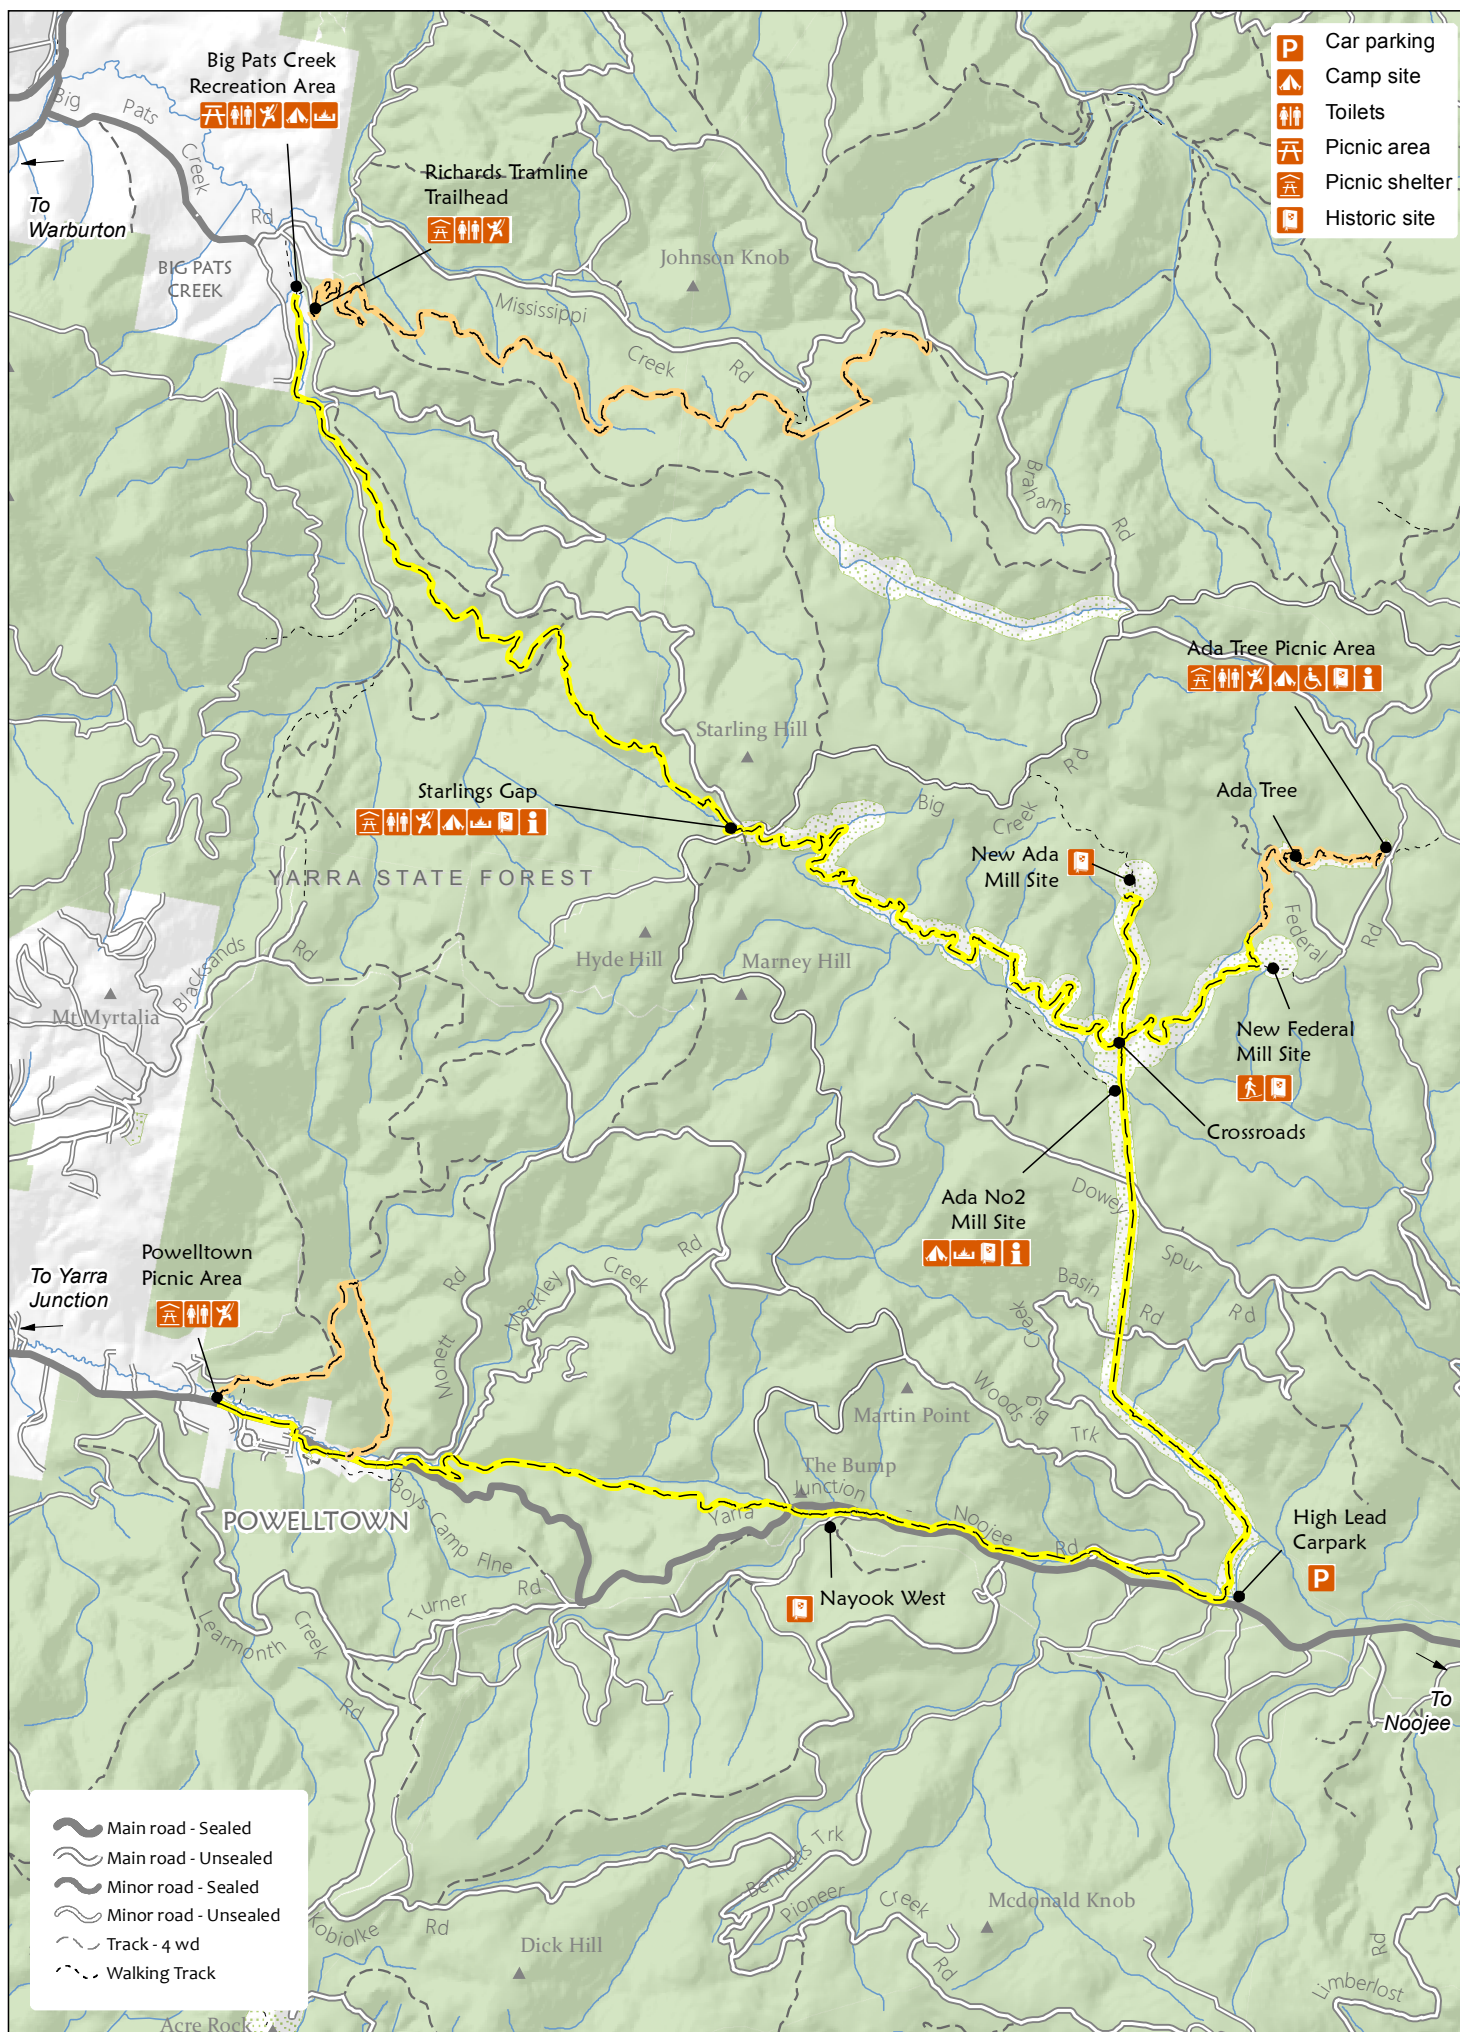 Big Pats Creek
Recreation Area
P
Car parking
Camp site
Toilets
Picnic area
Picnic shelter
Historic site
Big Pats Creek Rd
Richards Tramline
Trailhead
To
Warburton
BIG PATS
CREEK
Johnson Knob
Mississippi Creek Rd
Brahams Rd
Ada Tree Picnic Area
i
Starling Hill
Starlings Gap
i
Big Creek Rd
Ada Tree
New Ada
Mill Site
YARRA STATE FOREST
Federal Rd
Blacksands Rd
Hyde Hill
Marney Hill
Mt Myrtalia
New Federal
Mill Site
Crossroads
Ada No2
Mill Site
i
Dowey Spur Rd
Powelltown
Picnic Area
To Yarra
Junction
Monett Rd
Mackley Creek Rd
Basin Rd
Big Creek
Woods Trk
Martin Point
The Bump
Yarra Junction Noojee Rd
POWELLTOWN
Boys Camp Fine
High Lead
Carpark
P
Nayook West
Turner Rd
Learmonth Creek Rd
To
Noojee
Main road - Sealed
Main road - Unsealed
Minor road - Sealed
Minor road - Unsealed
Track - 4 wd
Walking Track
Bennetts Trk
Pioneer Creek Rd
Mcdonald Knob
Kobiolke Rd
Dick Hill
Limberlost Rd
Acre Rock